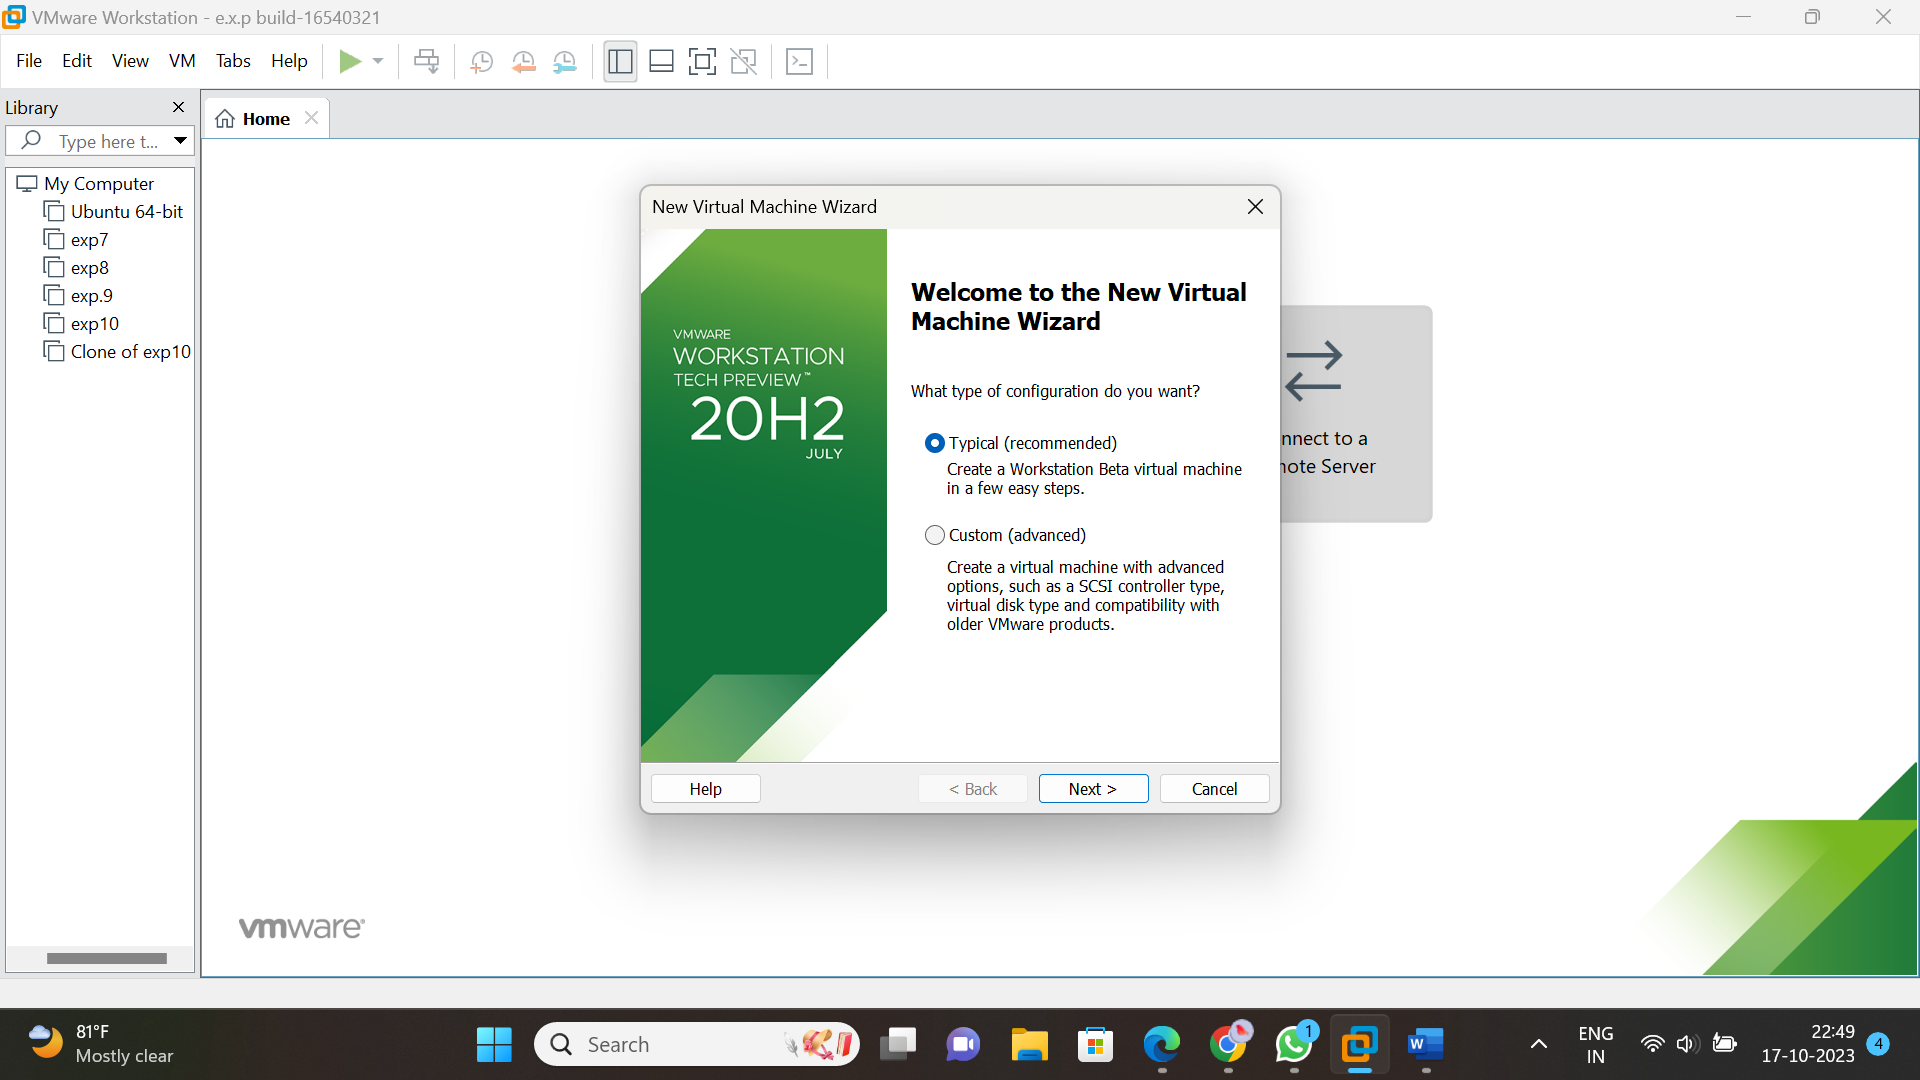 VMware Workstation - e.x.p build-16540321
File Edit View VM Tabs Help
Library
Home
Type here t...
My Computer
Ubuntu 64-bit
exp7
exp8
exp.9
exp10
Clone of exp10
New Virtual Machine Wizard
VMWARE
WORKSTATION
TECH PREVIEW™
20H2
JULY
Welcome to the New Virtual
Machine Wizard
What type of configuration do you want?
Typical (recommended)
Create a Workstation Beta virtual machine
in a few easy steps.
Custom (advanced)
Create a virtual machine with advanced
options, such as a SCSI controller type,
virtual disk type and compatibility with
older VMware products.
Help
< Back
Next >
Cancel
nnect to a
ote Server
vmware®
81°F
Mostly clear
Search
1
W
ENG
IN
22:49
17-10-2023
4